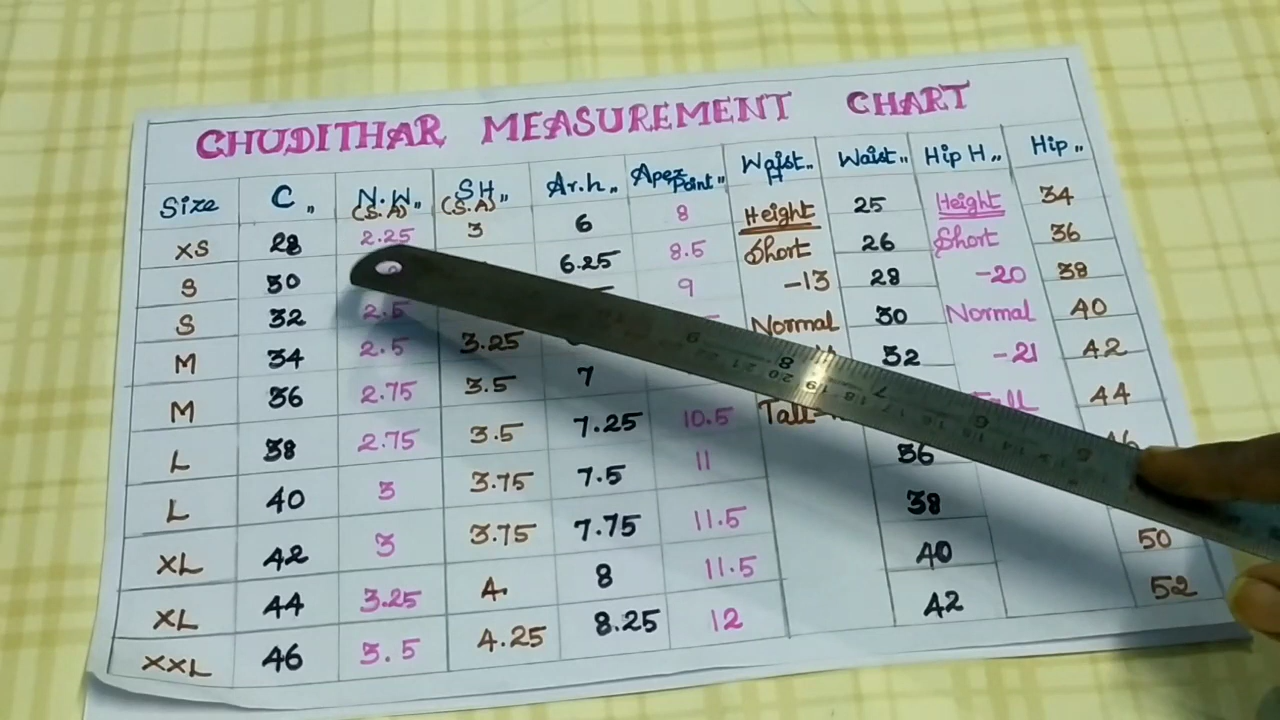 CHUDITHAR MEASUREMENT CHART
Size C " N.W." (S.A) SH" (S.A) Ar.h " Apex Point " Waist " H Waist " Hip H " Hip "
XS 28 2.25 3 6 8 Height 25 Height 34
S 30 6.25 8.5 Short 26 Short 36
S 32 2.5 9 -13 28 -20 38
M 34 2.5 3.25 Normal 30 Normal 40
M 36 2.75 3.5 7 32 -21 42
L 38 2.75 3.5 7.25 10.5 Tall 44
L 40 3 3.75 7.5 11 36
XL 42 3 3.75 7.75 11.5 38
XL 44 3.25 4. 8 11.5 40 50
XXL 46 3.5 4.25 8.25 12 42 52